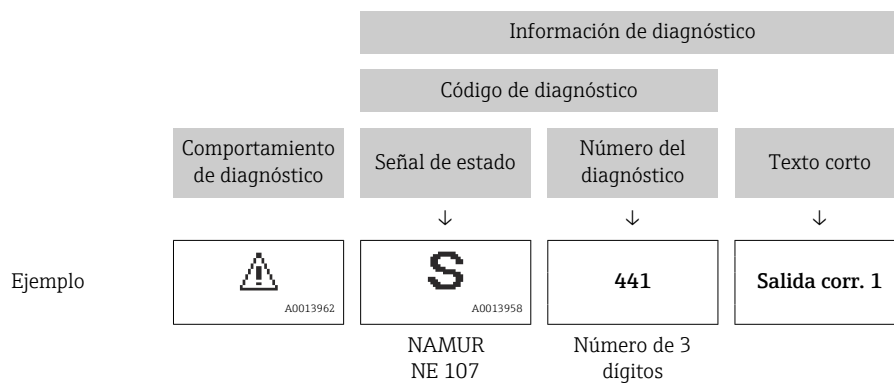 Información de diagnóstico
Código de diagnóstico
Comportamiento
de diagnóstico
Señal de estado
Número del
diagnóstico
Texto corto
↓ ↓ ↓
Ejemplo
⚠
A0013962
S
A0013958
441
Salida corr. 1
NAMUR
NE 107
Número de 3
dígitos